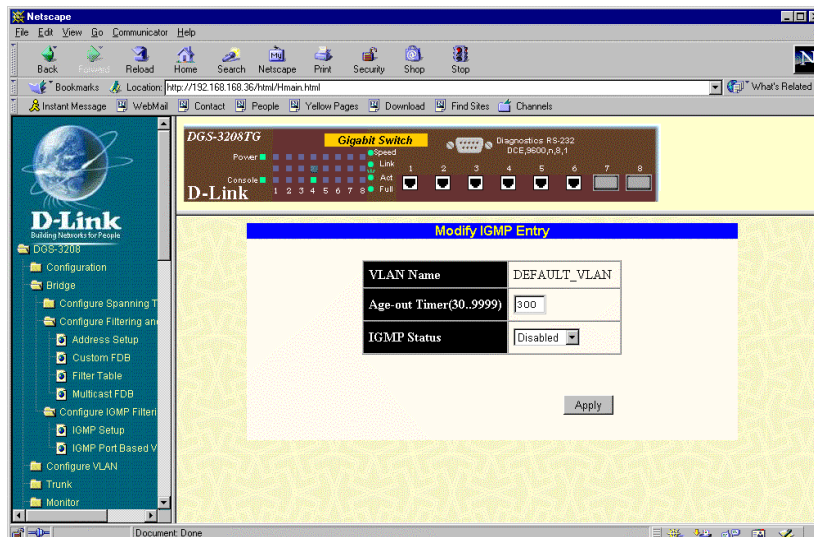 Netscape
File Edit View Go Communicator Help
Back Forward Reload Home Search Netscape Print Security Shop Stop
Bookmarks Location: http://192.168.168.36/html/Hmain.html What's Related
Instant Message WebMail Contact People Yellow Pages Download Find Sites Channels
D-Link
Building Networks for People
DGS-3208
Configuration
Bridge
Configure Spanning T
Configure Filtering an
Address Setup
Custom FDB
Filter Table
Multicast FDB
Configure IGMP Filteri
IGMP Setup
IGMP Port Based V
Configure VLAN
Trunk
Monitor
DGS-3208TG
Gigabit Switch
Diagnostics RS-232
DCE,9600,n,8,1
Power
Console
Speed
Link
Act
Full
1 2 3 4 5 6 7 8
1 2 3 4 5 6 7 8
D-Link
Modify IGMP Entry
VLAN Name DEFAULT_VLAN
Age-out Timer(30..9999) 300
IGMP Status Disabled
Apply
Document: Done